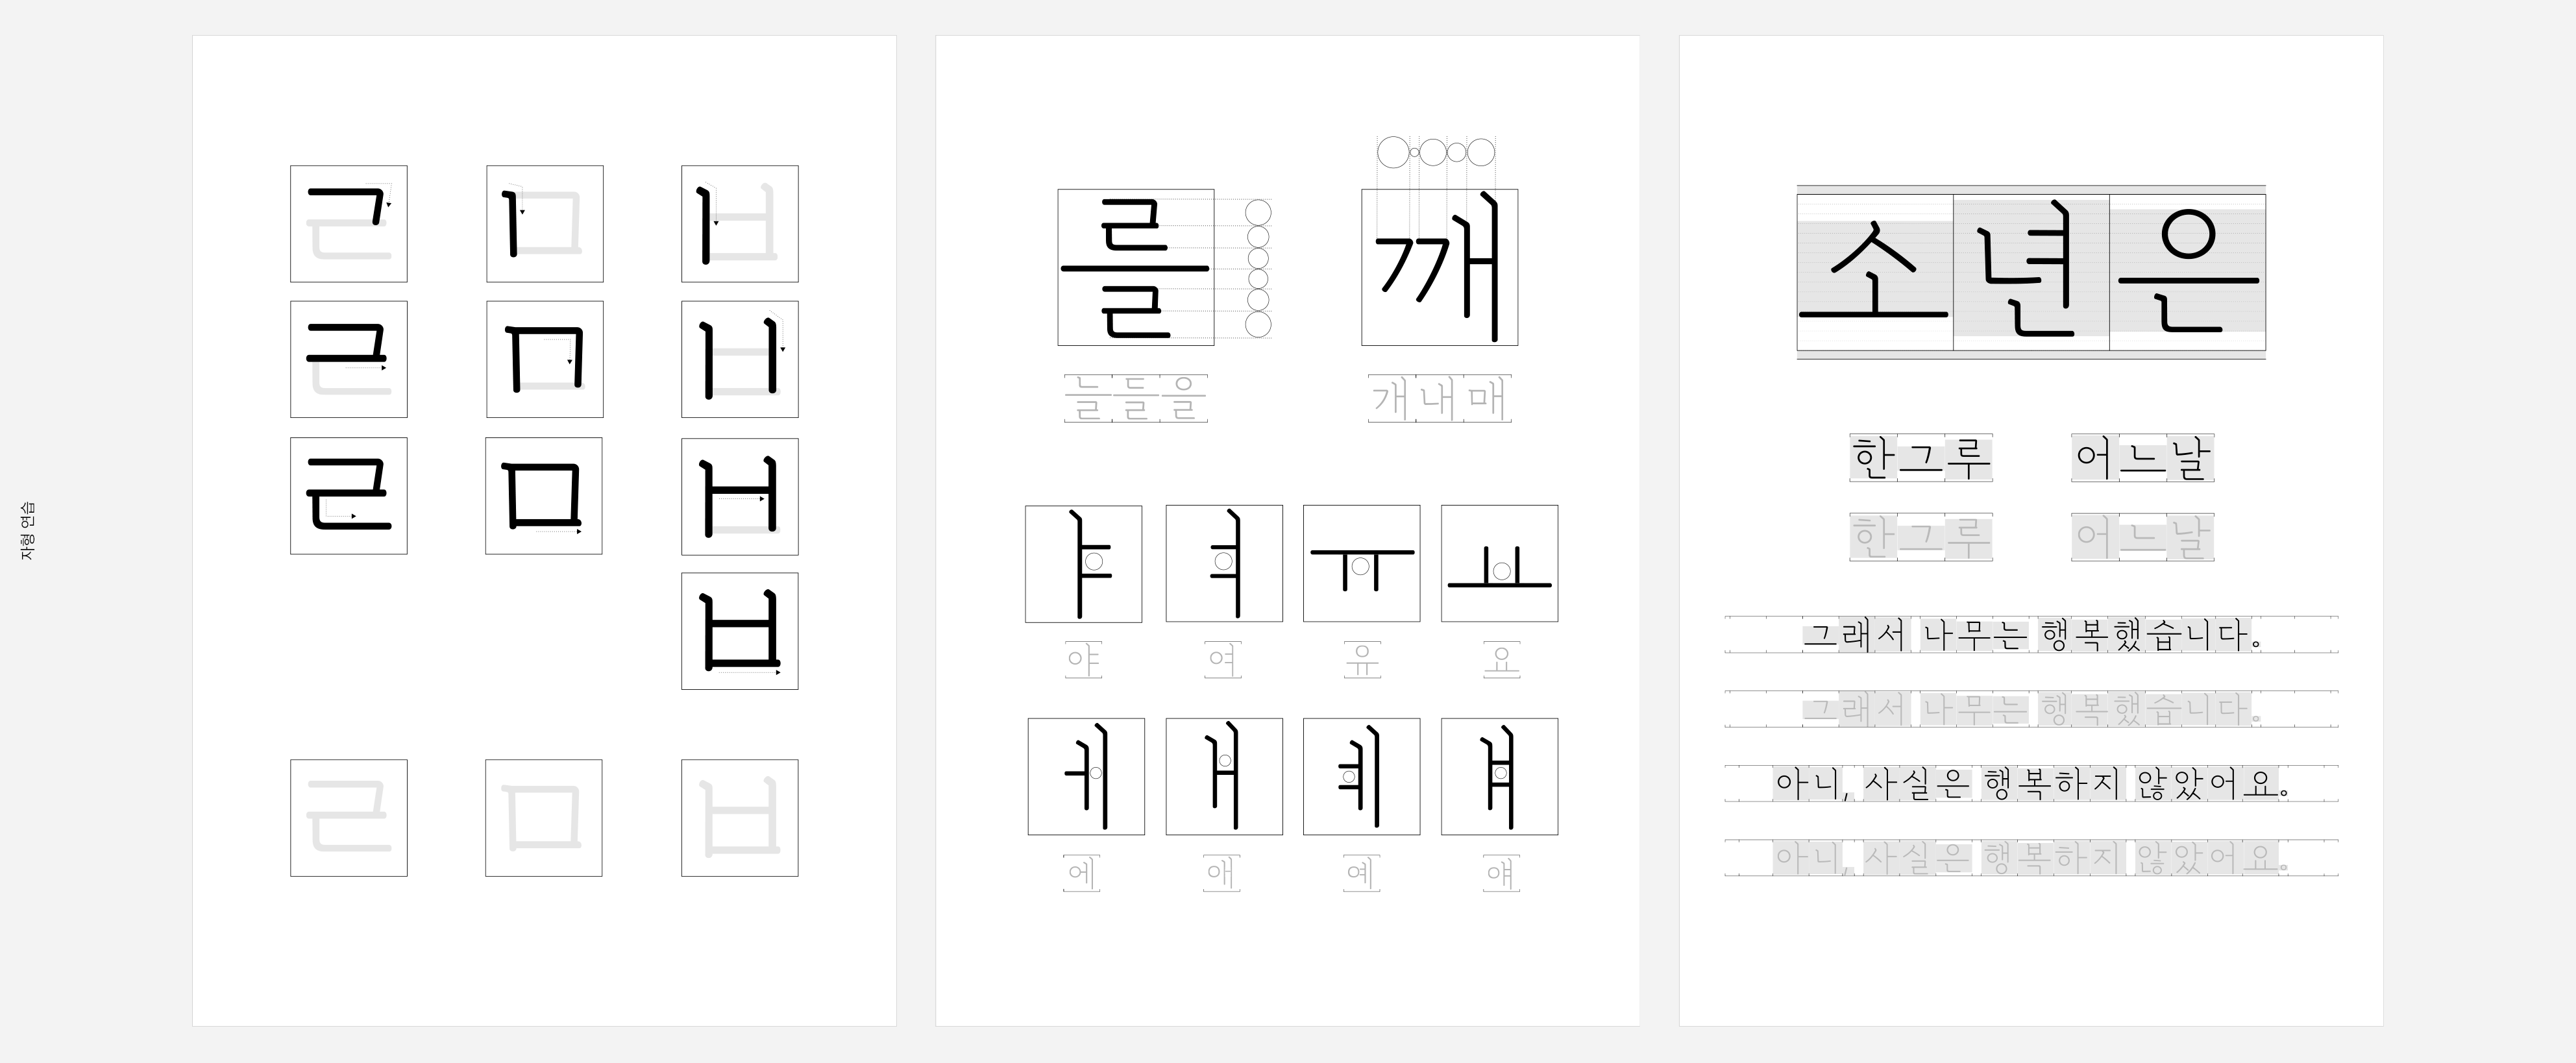 자형 연습
ㄹ ㅁ ㅂ
ㄹ ㅁ ㅂ
ㄹ ㅁ ㅂ
ㅂ
ㄹ ㅁ ㅂ
를 깨
늘들을 개내매
ㅑ ㅕ ㅠ ㅛ
야 여 유 요
ㅔ ㅐ ㅖ ㅒ
에 애 예 얘
소년은
한그루 어느날
한그루 어느날
그래서 나무는 행복했습니다。
그래서 나무는 행복했습니다。
아니, 사실은 행복하지 않았어요。
아니, 사실은 행복하지 않았어요。